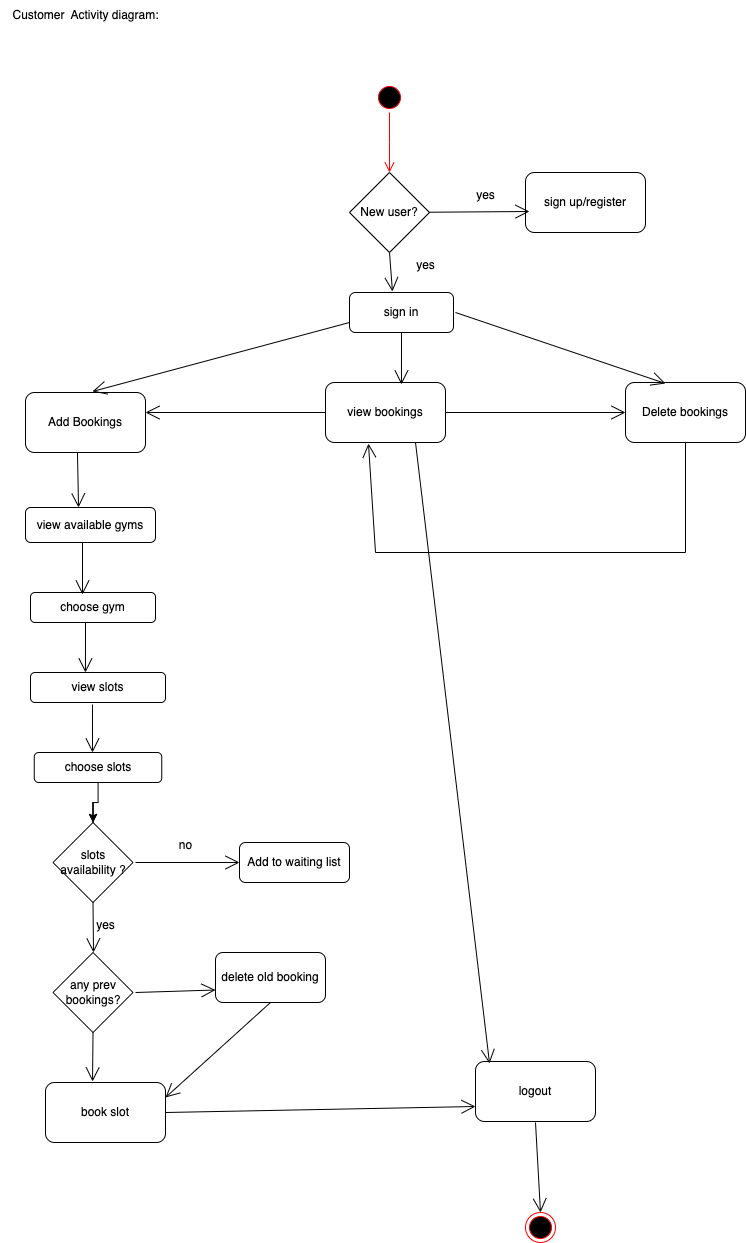 Customer  Activity diagram:
New user?
yes
sign up/register
yes
sign in
Add Bookings
view bookings
Delete bookings
view available gyms
choose gym
view slots
choose slots
slots
availability ?
no
Add to waiting list
yes
any prev
bookings?
delete old booking
book slot
logout